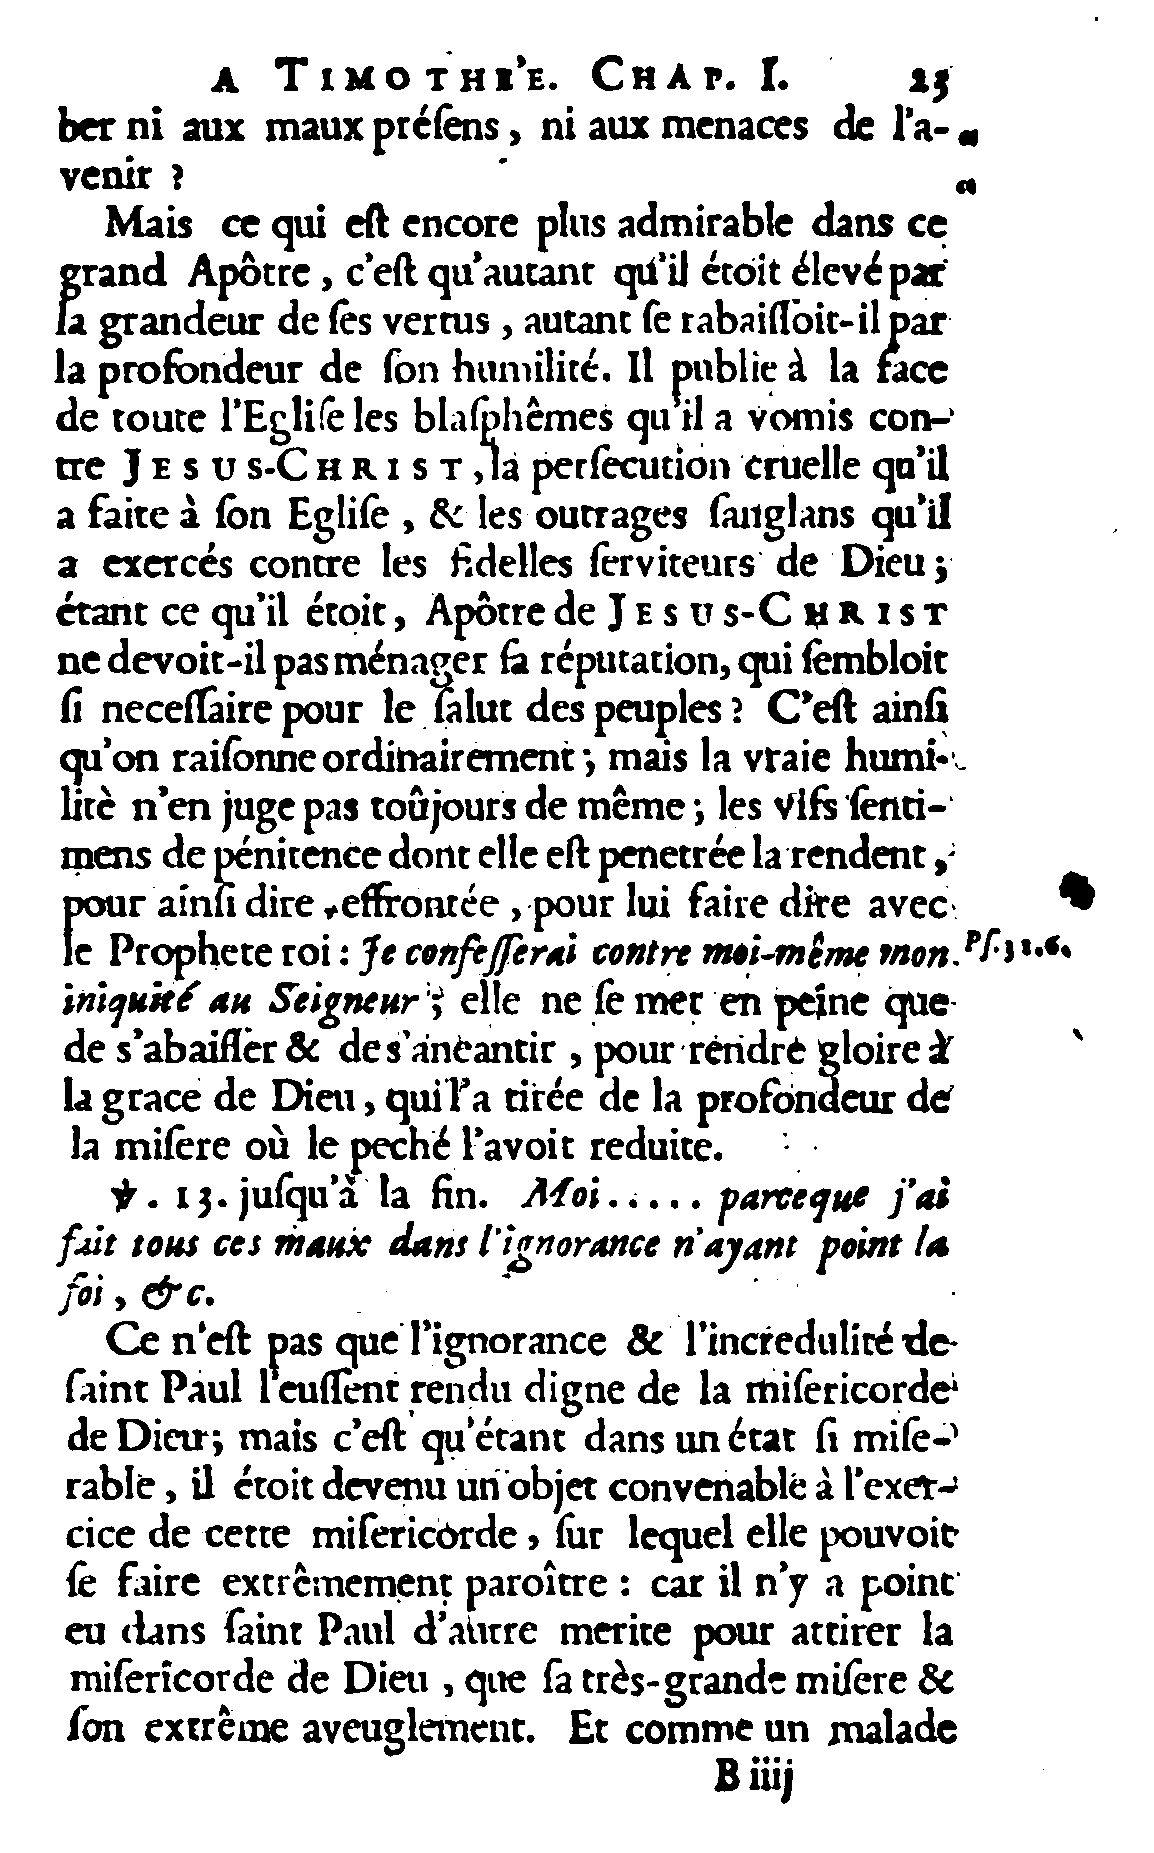 A TIMOTHE'E. CHAP. I. 25
ber ni aux maux préſens, ni aux menaces de l'a- «
venir ? «
Mais ce qui eſt encore plus admirable dans ce
grand Apôtre, c'eſt qu'autant qu'il étoit élevé par
la grandeur de ſes vertus, autant ſe rabaiſſoit-il par
la profondeur de ſon humilité. Il publie à la face
de toute l'Egliſe les blaſphêmes qu'il a vomis con-
tre JESUS-CHRIST, la perſecution cruelle qu'il
a faite à ſon Egliſe, & les outrages ſanglans qu'il
a exercés contre les fidelles ſerviteurs de Dieu ;
étant ce qu'il étoit, Apôtre de JESUS-CHRIST
ne devoit-il pas ménager ſa réputation, qui ſembloit
ſi neceſſaire pour le ſalut des peuples ? C'eſt ainſi
qu'on raiſonne ordinairement ; mais la vraie humi-
litè n'en juge pas toûjours de même ; les vifs ſenti-
mens de pénitence dont elle eſt penetrée la rendent,
pour ainſi dire, effrontée, pour lui faire dire avec
le Prophete roi : Je confeſſerai contre moi-même mon Pſ. 31. 6.
iniquité au Seigneur ; elle ne ſe met en peine que
de s'abaiſſer & de s'anéantir, pour rendre gloire à
la grace de Dieu, qui l'a tirée de la profondeur de
la miſere où le peché l'avoit reduite.
℣. 13. juſqu'à la fin. Moi..... parceque j'ai
fait tous ces maux dans l'ignorance n'ayant point la
foi, &c.
Ce n'eſt pas que l'ignorance & l'incredulité de
ſaint Paul l'euſſent rendu digne de la miſericorde
de Dieu ; mais c'eſt qu'étant dans un état ſi miſe-
rable, il étoit devenu un objet convenable à l'exer-
cice de cette miſericorde, ſur lequel elle pouvoit
ſe faire extrêmement paroître : car il n'y a point
eu dans ſaint Paul d'autre merite pour attirer la
miſericorde de Dieu, que ſa très-grande miſere &
ſon extrême aveuglement. Et comme un malade
B iiij